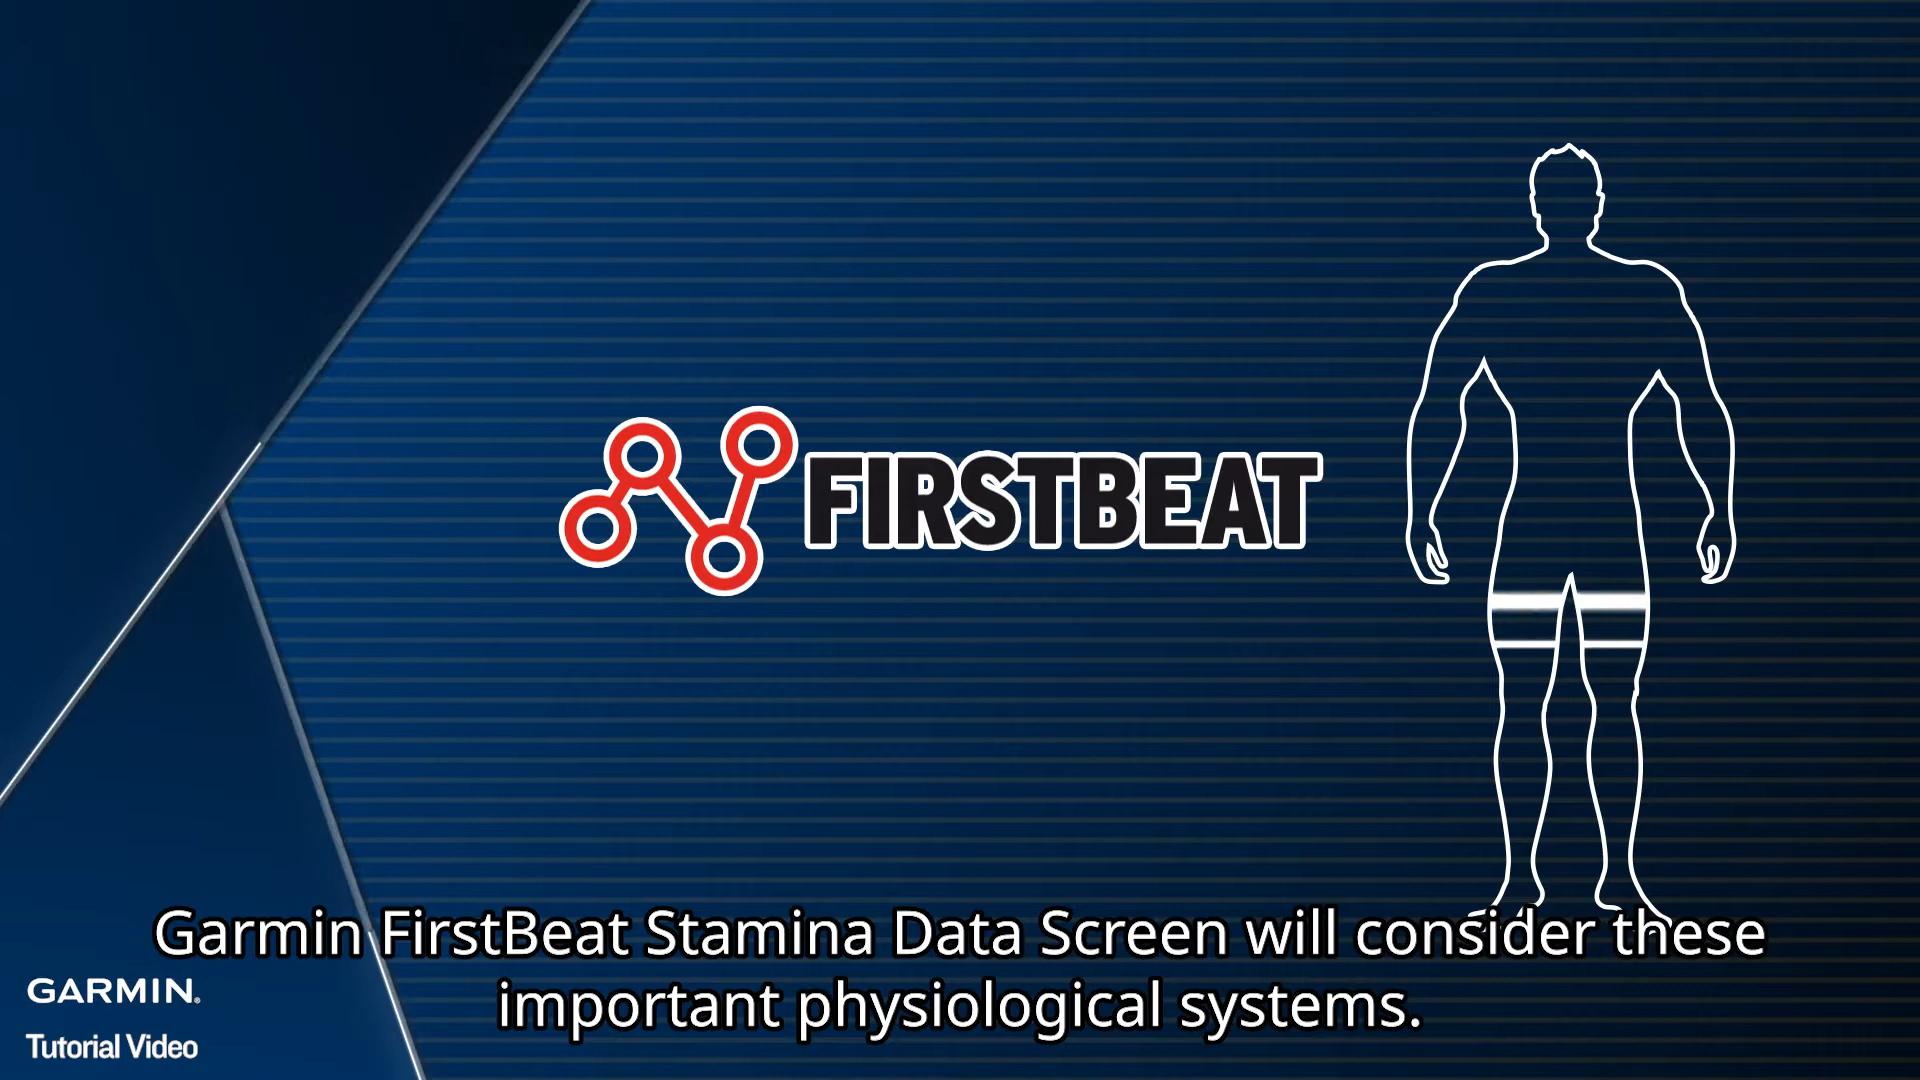 FIRSTBEAT
Garmin FirstBeat Stamina Data Screen will consider these
important physiological systems.
GARMIN®
Tutorial Video